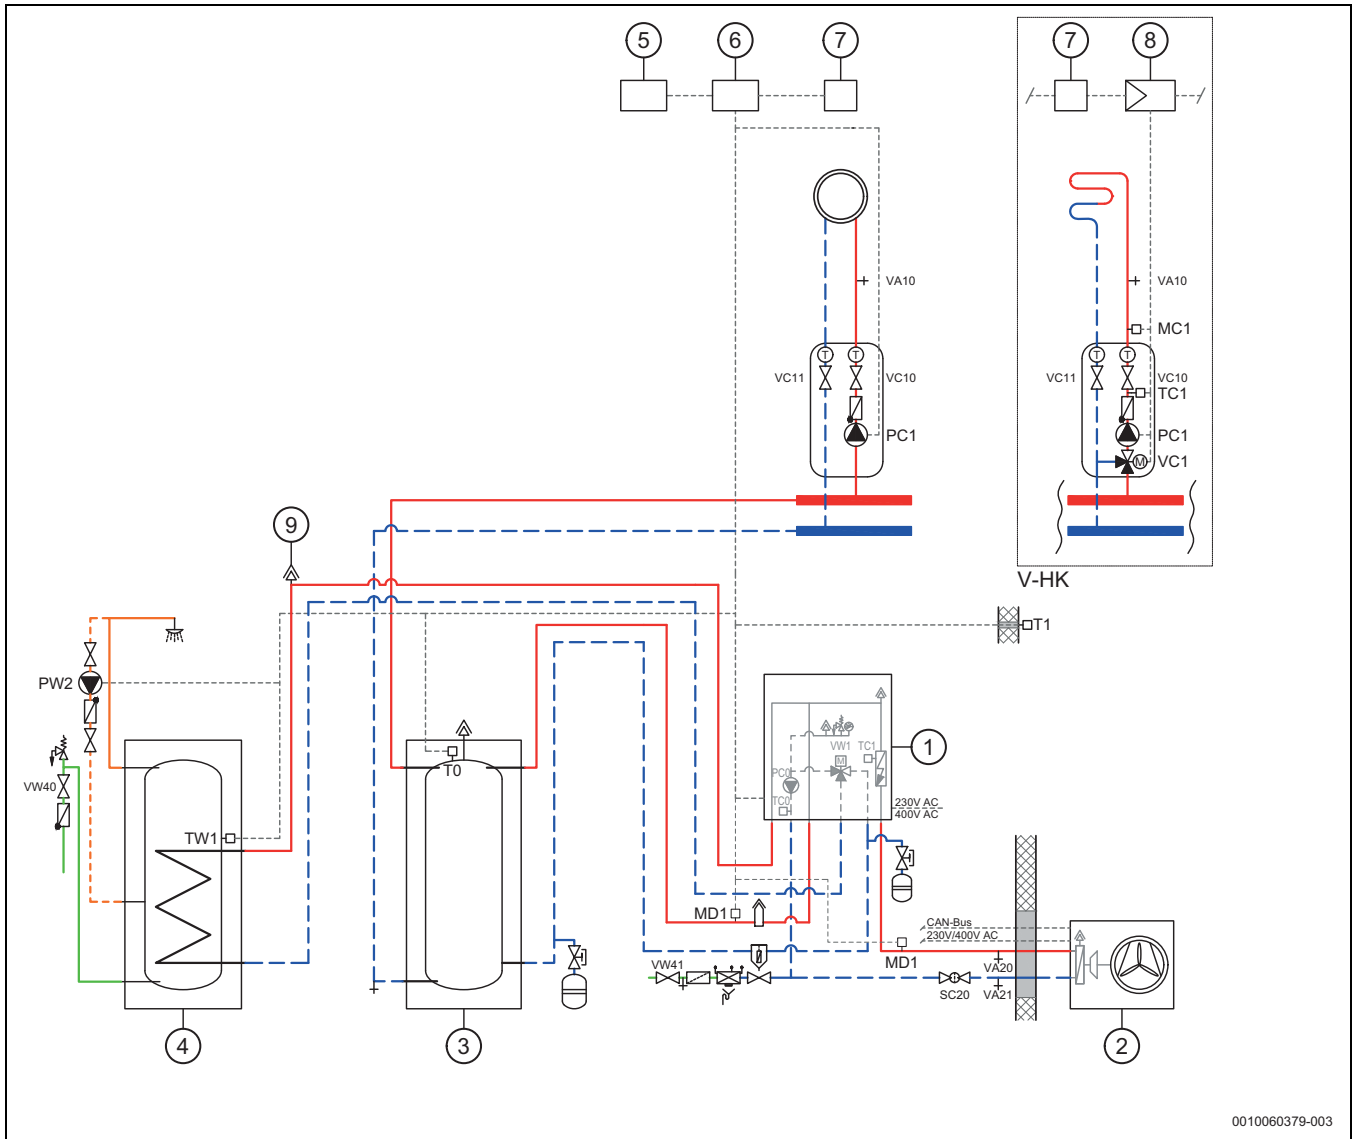 5 6 7 7 8
VA10 VA10
MC1
T T T T
VC11 VC10 VC11 VC10
TC1
PC1 PC1
M VC1
9
V-HK
T1
PW2
1
VW1 TC1
M
T0 PC0
VW40 TC0
230V AC
400V AC
TW1
MD1
CAN-Bus
230V/400V AC
MD1
VW41 VA20
SC20 VA21
4 3 2
0010060379-003